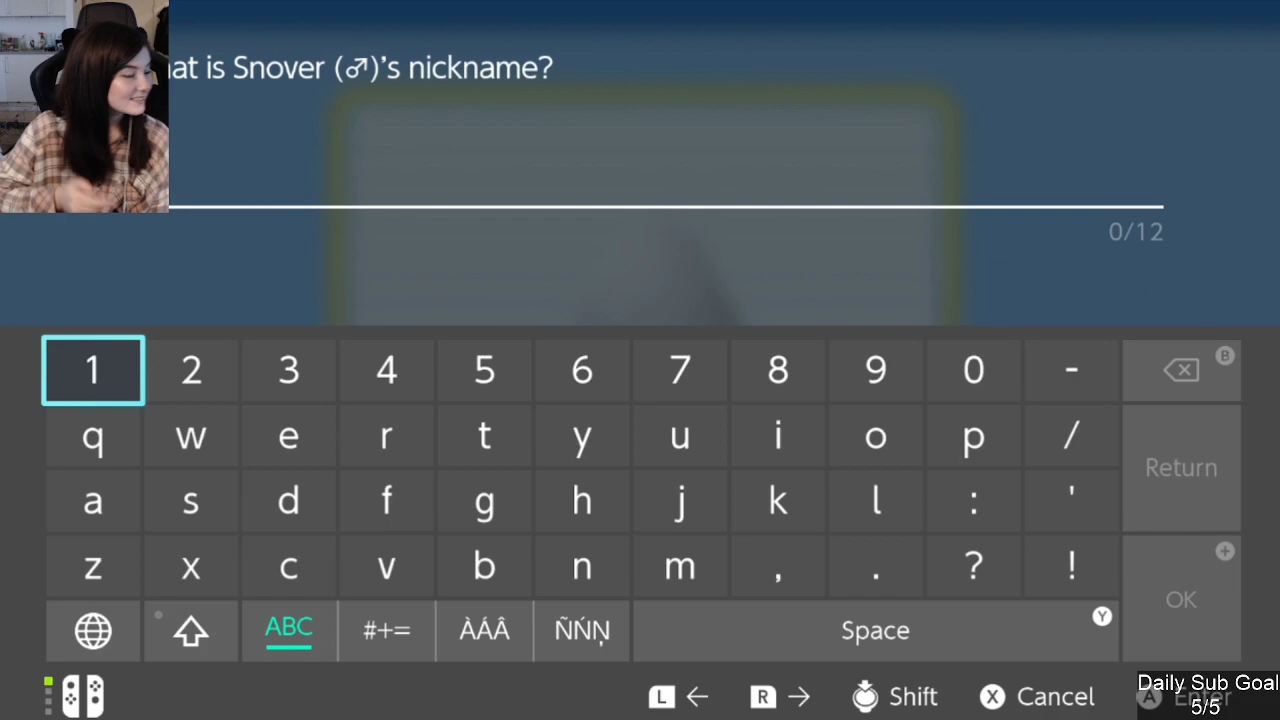 at is Snover (♂)'s nickname?
0/12
1 2 3 4 5 6 7 8 9 0 - B
q w e r t y u i o p /
Return
a s d f g h j k l : '
z x c v b n m , . ? ! +
OK
ABC #+= ÀÁÂ ÑŃŅ Space Y
L ← R → Shift X Cancel A Enter
Daily Sub Goal
5/5